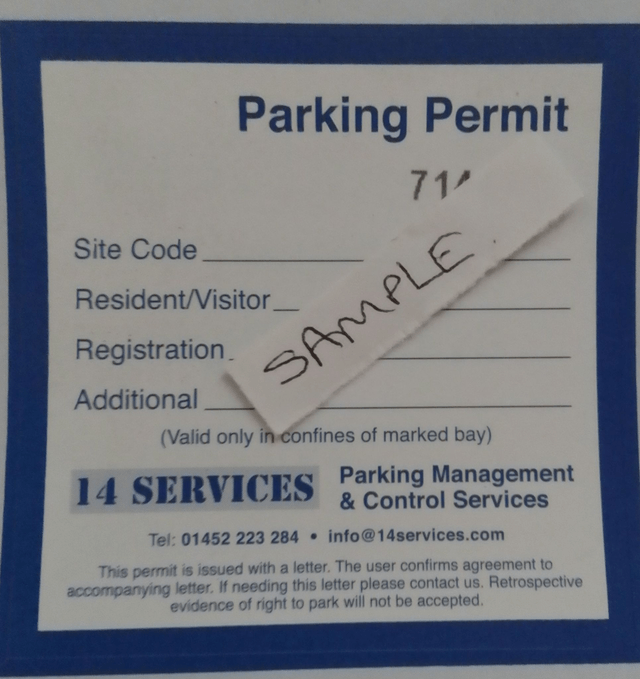 Parking Permit
71
Site Code
Resident/Visitor
SAMPLE
Registration
Additional
(Valid only in confines of marked bay)
14 SERVICES
Parking Management
& Control Services
Tel: 01452 223 284 • info@14services.com
This permit is issued with a letter. The user confirms agreement to
accompanying letter. If needing this letter please contact us. Retrospective
evidence of right to park will not be accepted.